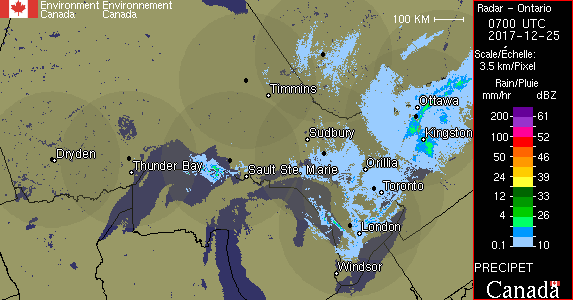 Environment Environnement
Canada Canada
100 KM
Timmins
Ottawa
Sudbury
Kingston
Dryden
Thunder Bay
Sault Ste. Marie
Orillia
Toronto
London
Windsor
Radar - Ontario
0700 UTC
2017-12-25
Scale/Échelle:
3.5 km/Pixel
Rain/Pluie
mm/hr dBZ
200 61
100 52
50 46
24 39
12 33
4 26
1 18
0.1 10
PRECIPET
Canada